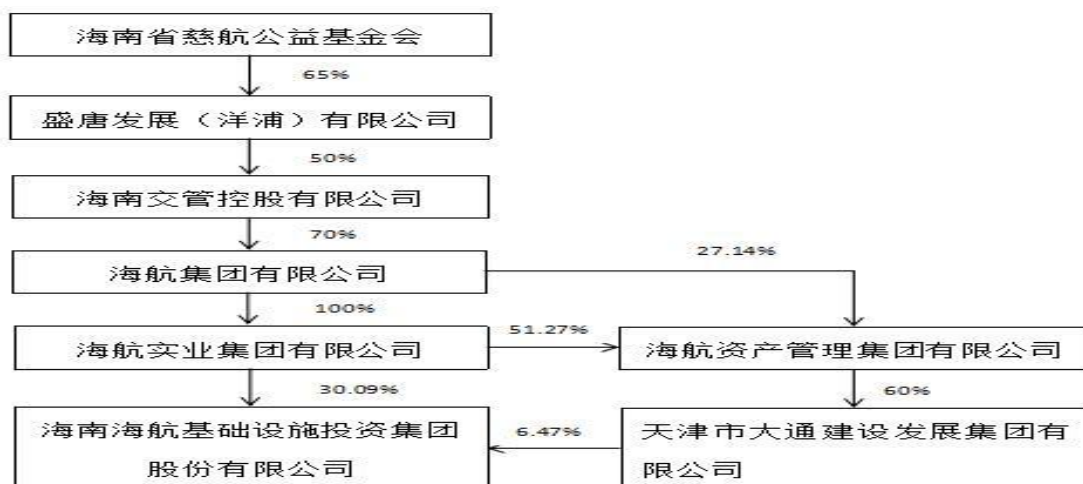 海南省慈航公益基金会
65%
盛唐发展（洋浦）有限公司
50%
海南交管控股有限公司
70%
海航集团有限公司
27.14%
100%
海航实业集团有限公司
51.27%
海航资产管理集团有限公司
30.09%
60%
海南海航基础设施投资集团
股份有限公司
6.47%
天津市大通建设发展集团有
限公司